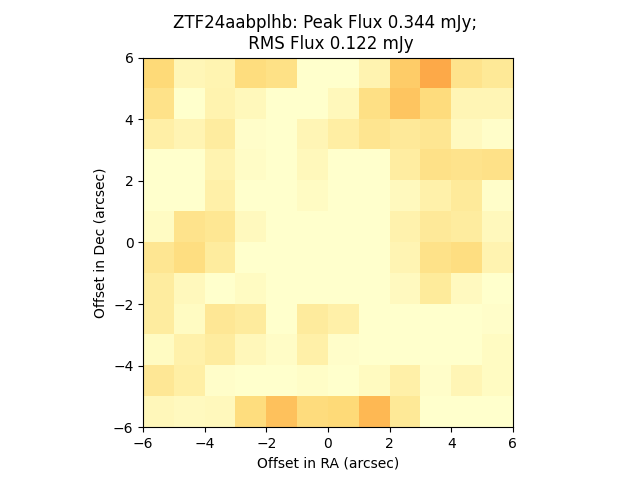 ZTF24aabplhb: Peak Flux 0.344 mJy;
RMS Flux 0.122 mJy
6
4
2
0
−2
−4
−6
Offset in Dec (arcsec)
−6 −4 −2 0 2 4 6
Offset in RA (arcsec)